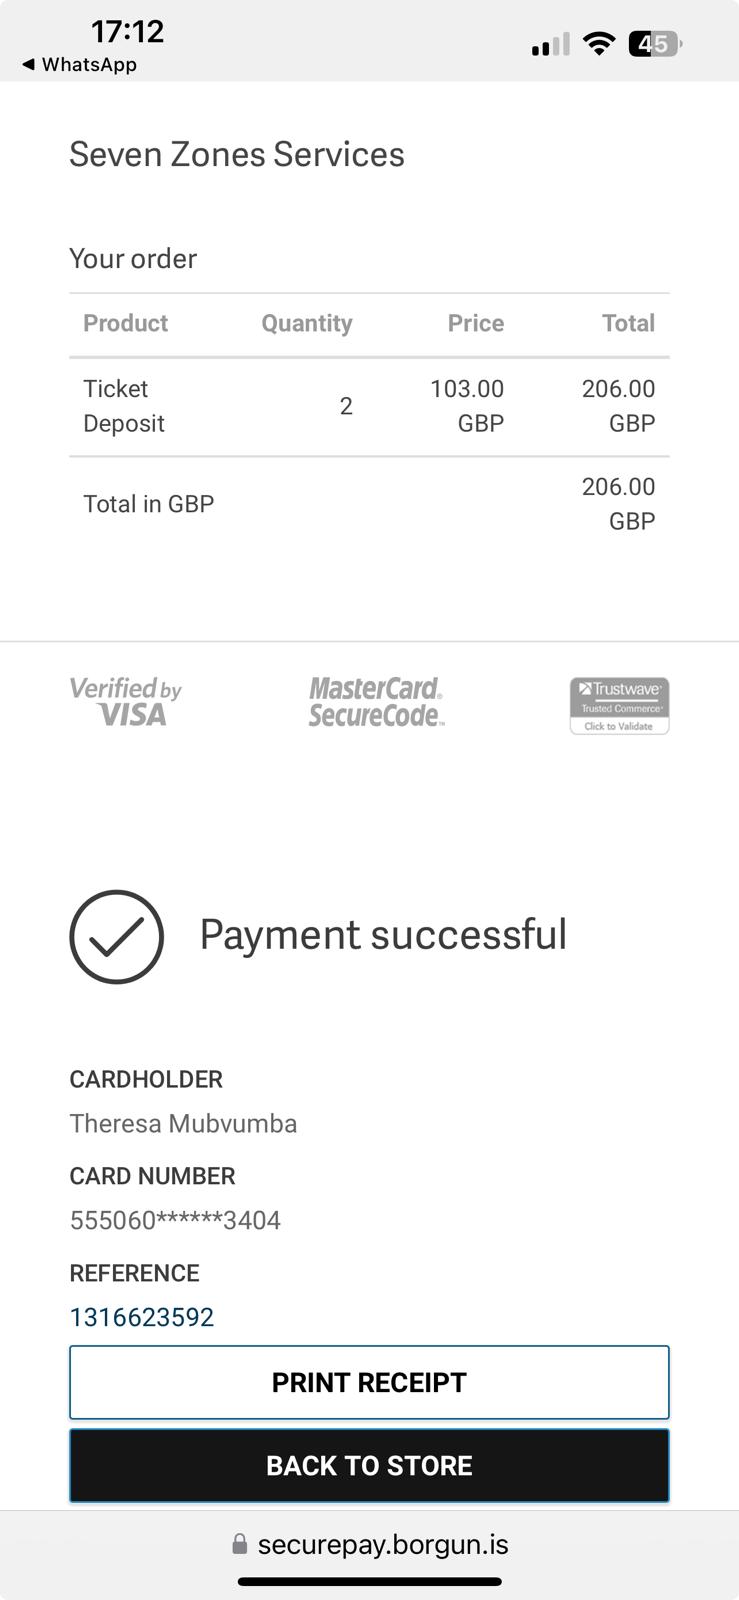 17:12
45
◀ WhatsApp
Seven Zones Services
Your order
Product Quantity Price Total
Ticket Deposit 2 103.00 GBP 206.00 GBP
Total in GBP 206.00 GBP
Verified by VISA
MasterCard® SecureCode™
Trustwave® Trusted Commerce™ Click to Validate
Payment successful
CARDHOLDER
Theresa Mubvumba
CARD NUMBER
555060******3404
REFERENCE
1316623592
PRINT RECEIPT
BACK TO STORE
securepay.borgun.is